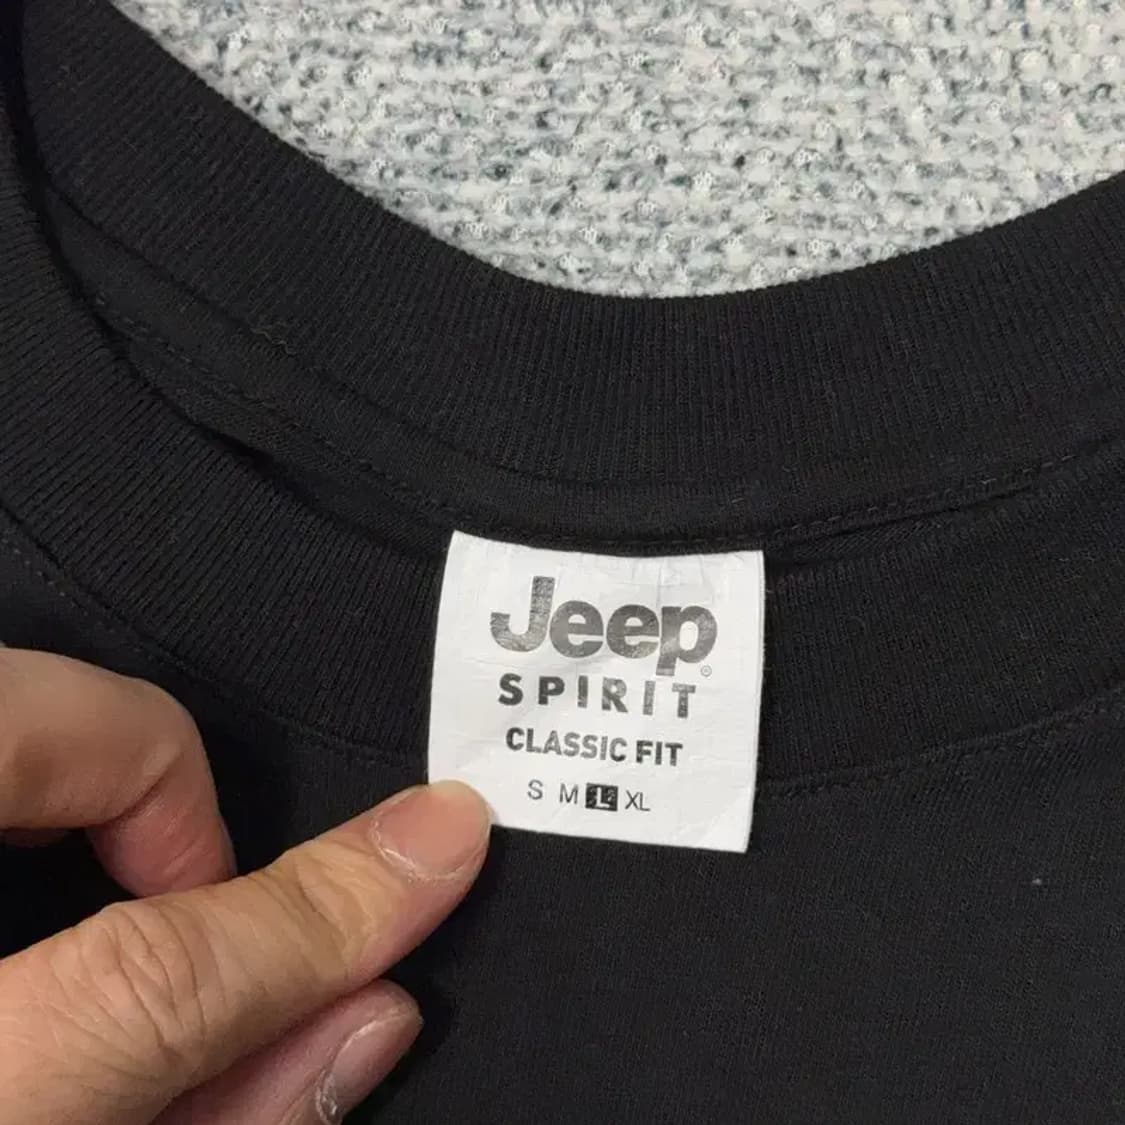 Jeep®
SPIRIT
CLASSIC FIT
S M L XL